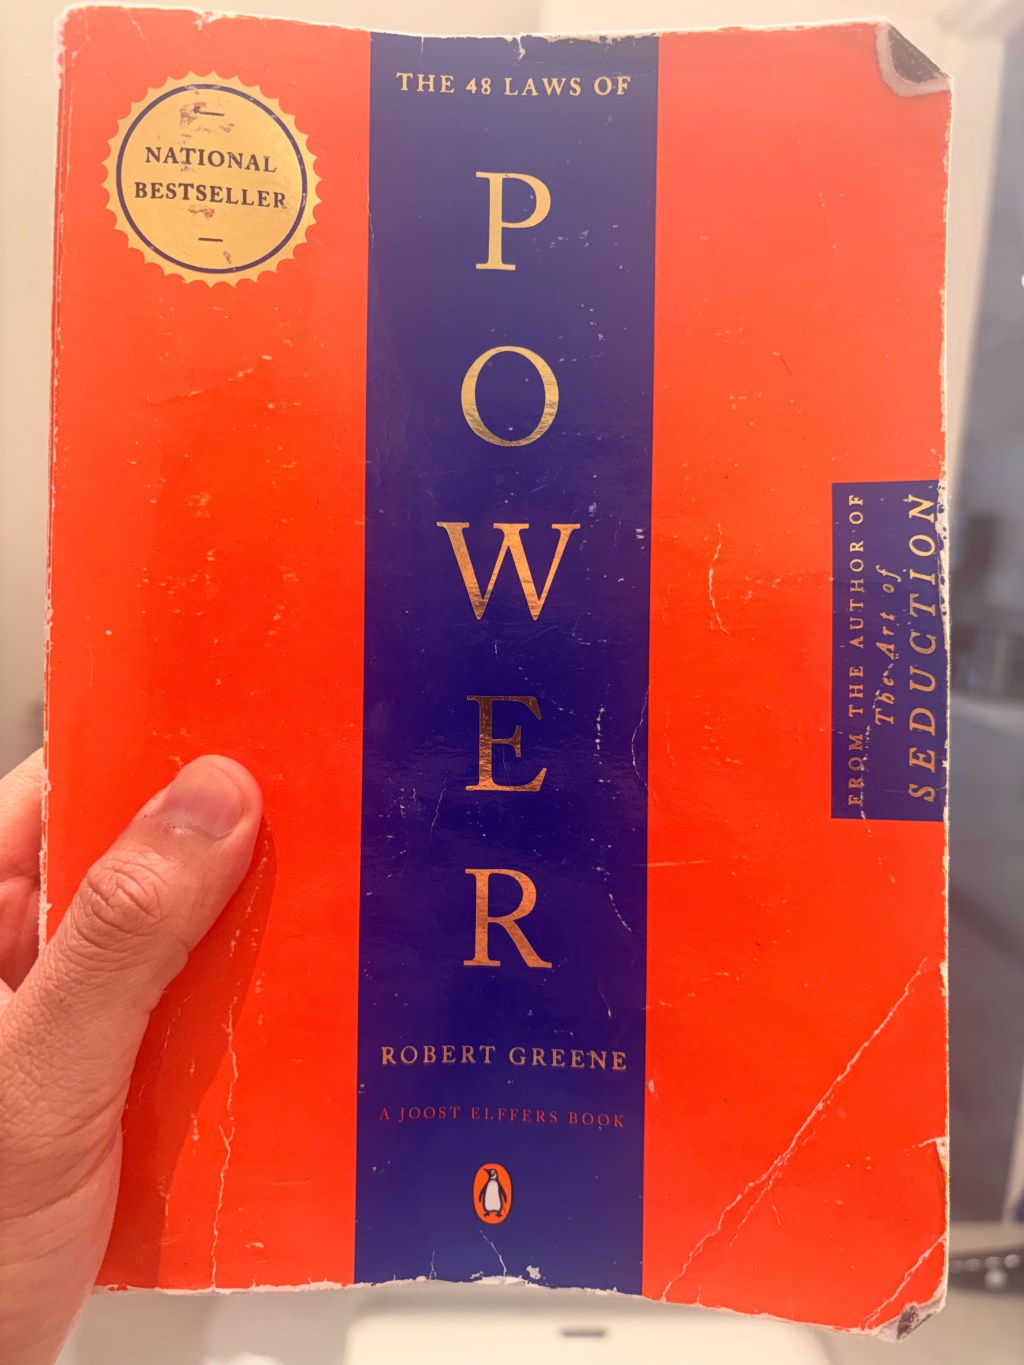 THE 48 LAWS OF
NATIONAL
BESTSELLER
POWER
FROM THE AUTHOR OF
The Art of
SEDUCTION
ROBERT GREENE
A JOOST ELFFERS BOOK